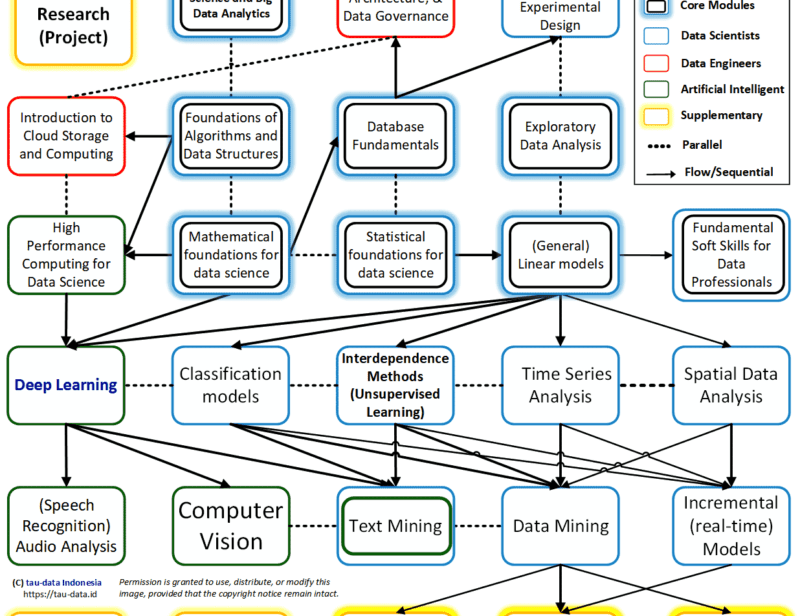 Research
(Project)
Science and Big
Data Analytics
Architecture, &
Data Governance
Experimental
Design
Core Modules
Data Scientists
Data Engineers
Artificial Intelligent
Supplementary
Parallel
Flow/Sequential
Introduction to
Cloud Storage
and Computing
Foundations of
Algorithms and
Data Structures
Database
Fundamentals
Exploratory
Data Analysis
High
Performance
Computing for
Data Science
Mathematical
foundations for
data science
Statistical
foundations for
data science
(General)
Linear models
Fundamental
Soft Skills for
Data
Professionals
Deep Learning
Classification
models
Interdependence
Methods
(Unsupervised
Learning)
Time Series
Analysis
Spatial Data
Analysis
(Speech
Recognition)
Audio Analysis
Computer
Vision
Text Mining
Data Mining
Incremental
(real-time)
Models
(C) tau-data Indonesia
https://tau-data.id
Permission is granted to use, distribute, or modify this
image, provided that the copyright notice remain intact.